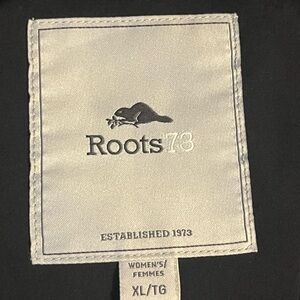 Roots73
ESTABLISHED 1973
WOMEN'S/
FEMMES
XL/TG